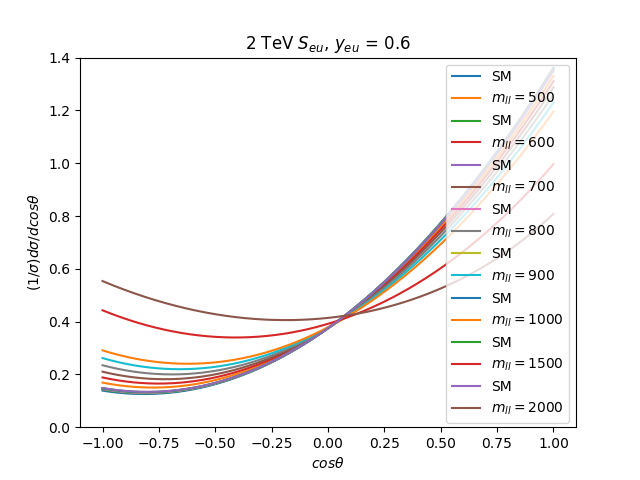 2 TeV $S_{eu}$, $y_{eu}$ = 0.6
1.4
1.2
1.0
0.8
0.6
0.4
0.2
0.0
(1/σ)dσ/dcosθ
SM
$m_{ll}$ = 500
SM
$m_{ll}$ = 600
SM
$m_{ll}$ = 700
SM
$m_{ll}$ = 800
SM
$m_{ll}$ = 900
SM
$m_{ll}$ = 1000
SM
$m_{ll}$ = 1500
SM
$m_{ll}$ = 2000
−1.00 −0.75 −0.50 −0.25 0.00 0.25 0.50 0.75 1.00
cosθ